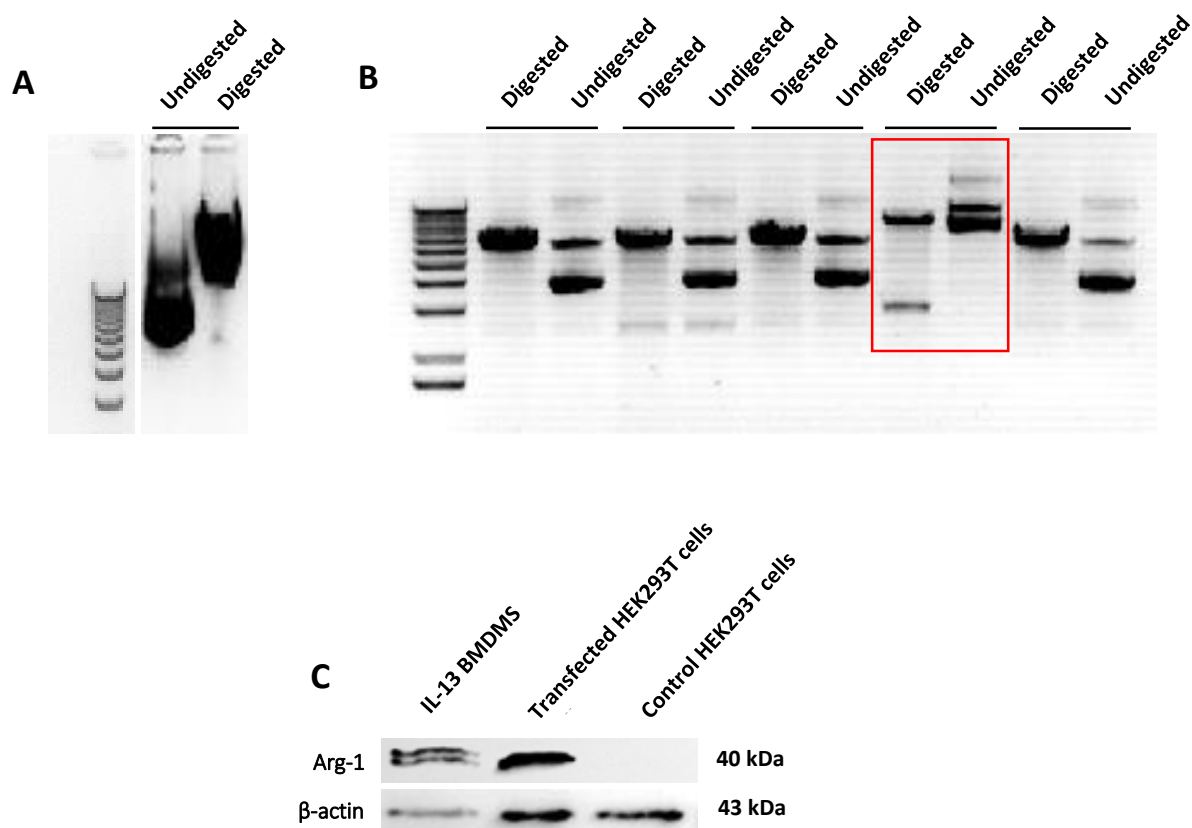 A
Undigested
Digested
B
Digested
Undigested
Digested
Undigested
Digested
Undigested
Digested
Undigested
Digested
Undigested
C
IL-13 BMDMS
Transfected HEK293T cells
Control HEK293T cells
Arg-1
40 kDa
β-actin
43 kDa